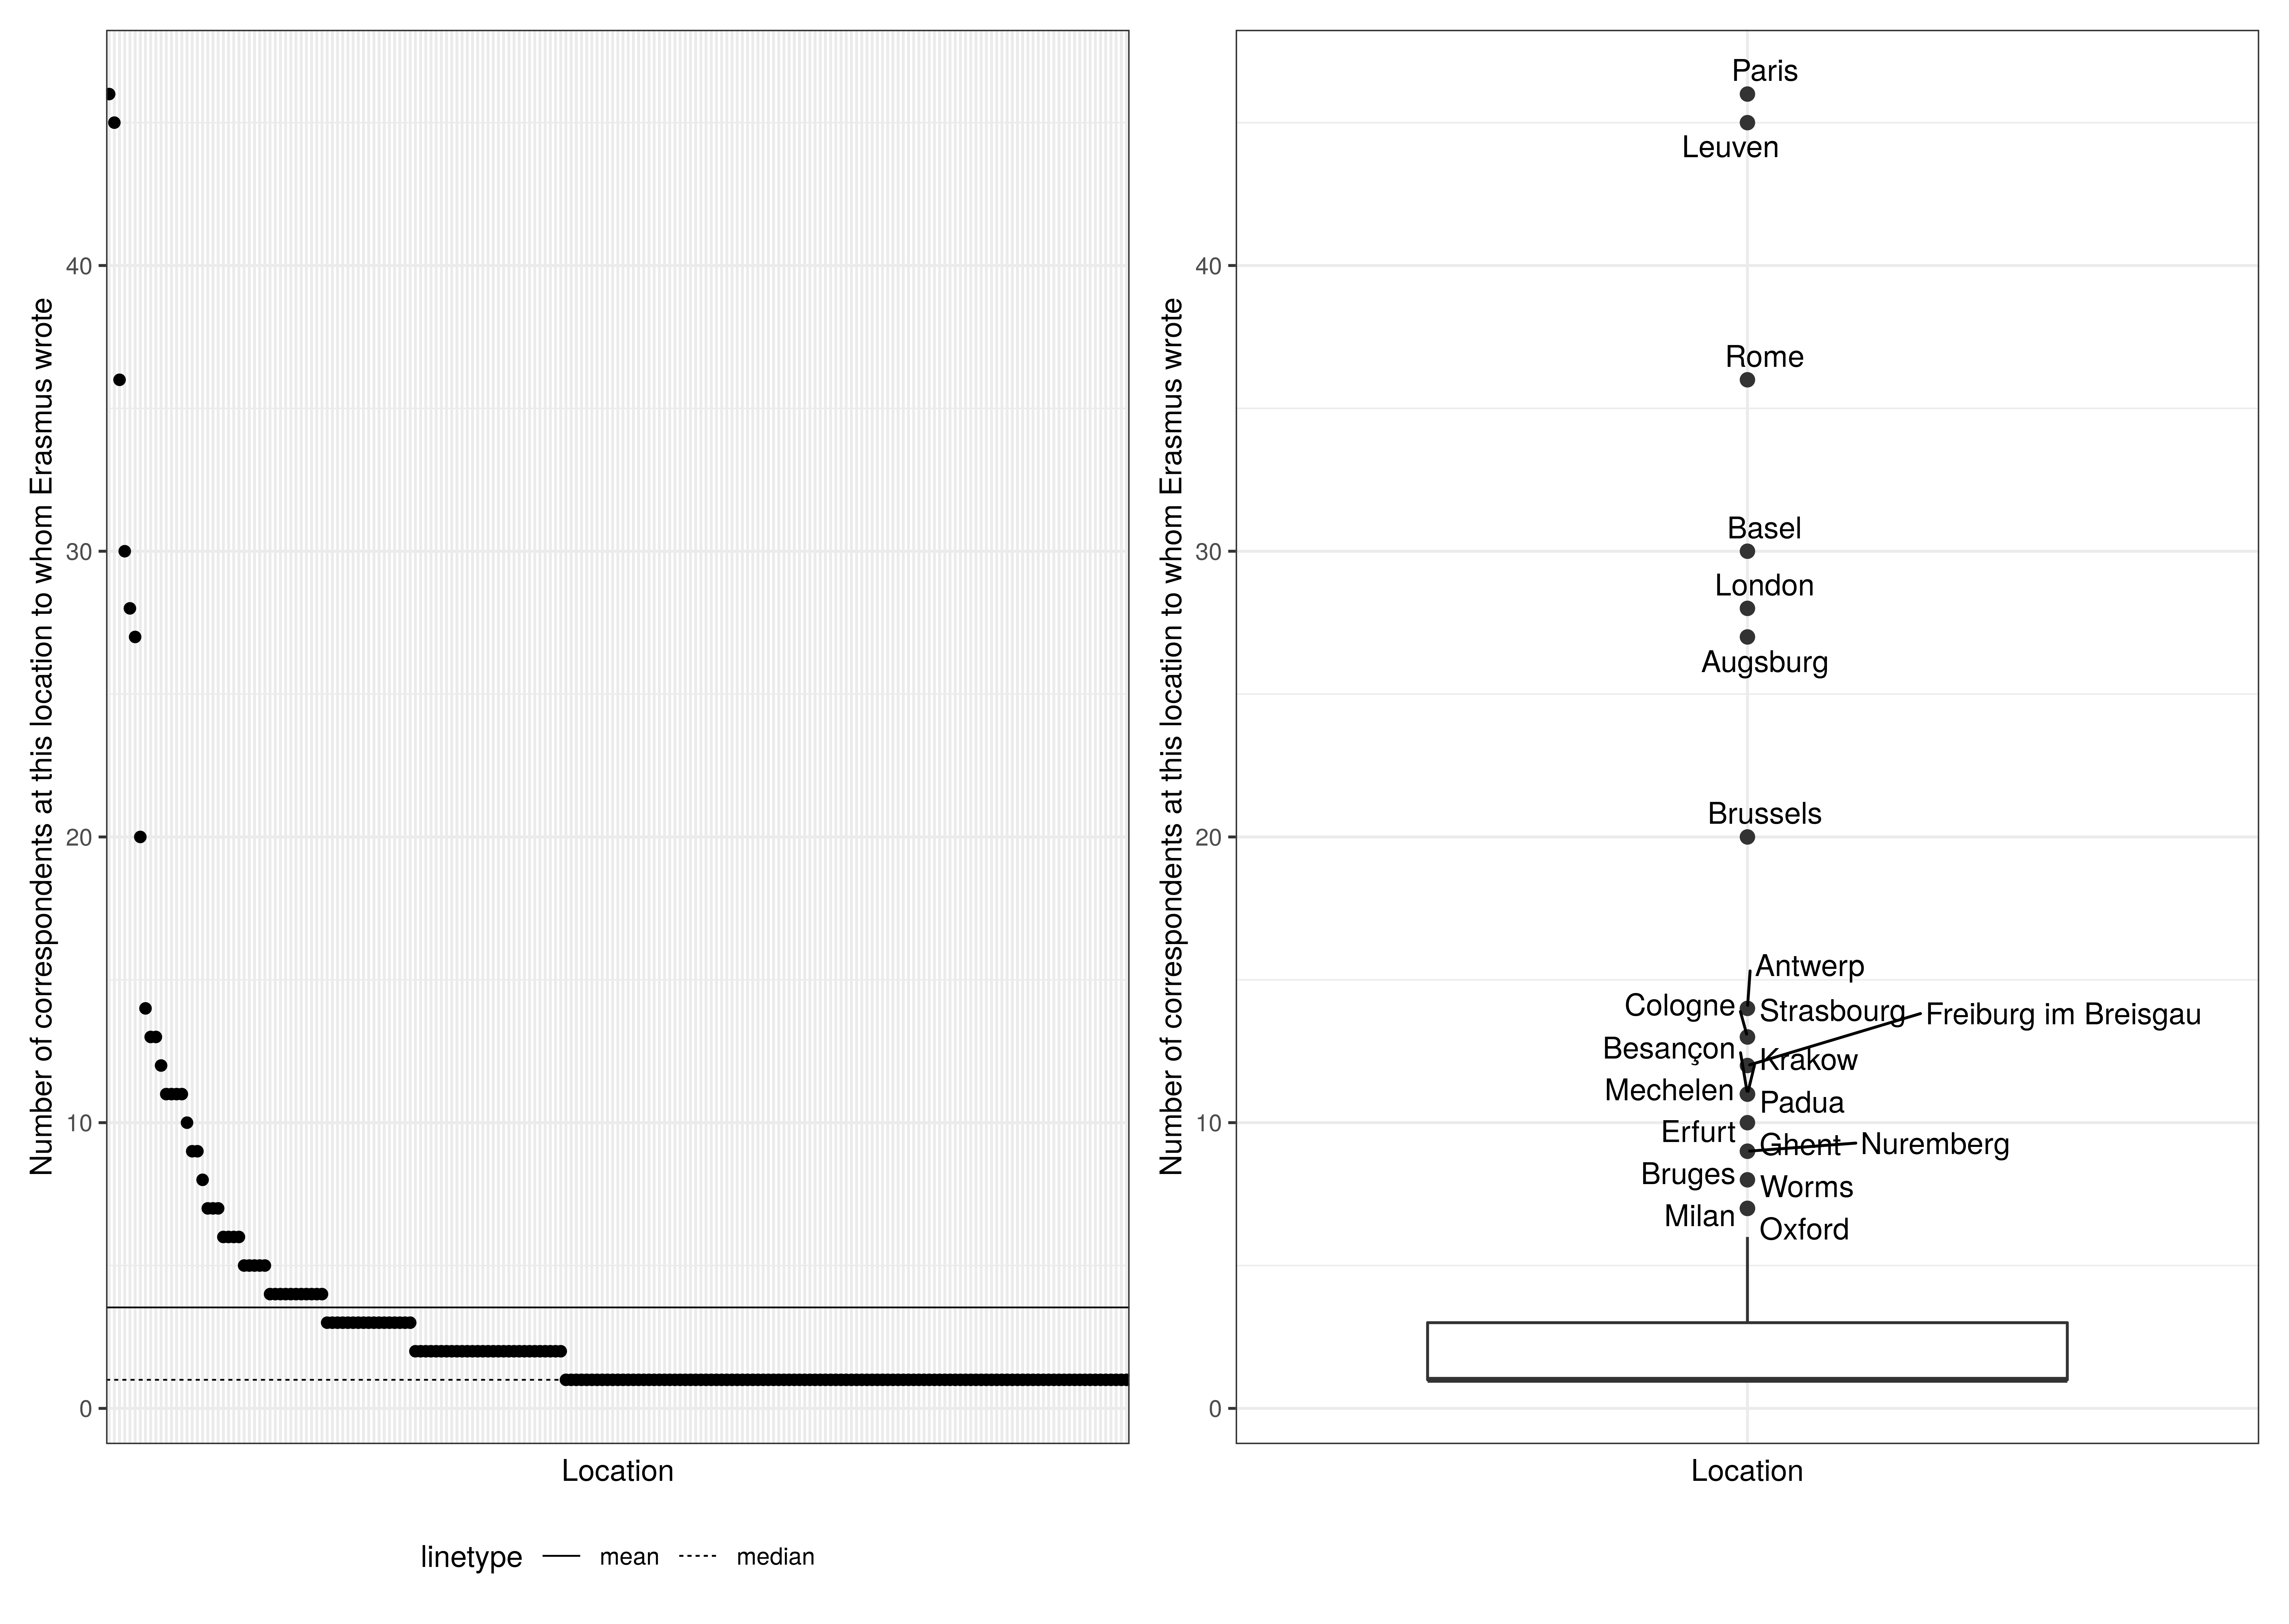 Number of correspondents at this location to whom Erasmus wrote
40
30
20
10
0
Location
linetype mean median
Number of correspondents at this location to whom Erasmus wrote
40
30
20
10
0
Paris
Leuven
Rome
Basel
London
Augsburg
Brussels
Antwerp
Cologne
Strasbourg
Freiburg im Breisgau
Besançon
Krakow
Mechelen
Padua
Erfurt
Ghent
Nuremberg
Bruges
Worms
Milan
Oxford
Location